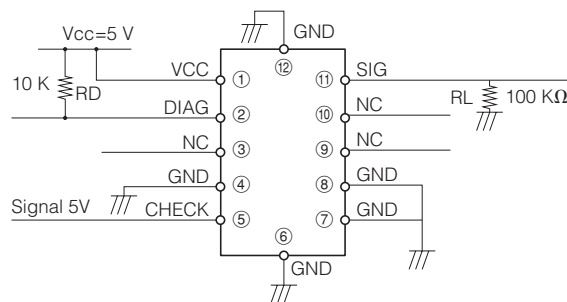 Vcc=5 V
GND
⑫
10 K
RD
VCC
①
⑪
SIG
RL
100 KΩ
DIAG
②
⑩
NC
NC
③
⑨
NC
GND
④
⑧
GND
Signal 5V
CHECK
⑤
⑦
GND
⑥
GND